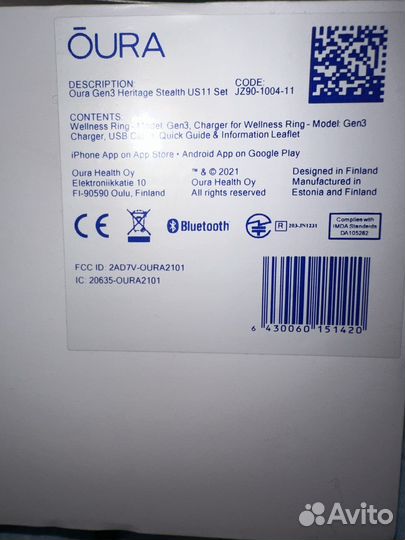 ŌURA
DESCRIPTION: CODE:
Oura Gen3 Heritage Stealth US11 Set JZ90-1004-11
CONTENTS:
Wellness Ring - Model: Gen3, Charger for Wellness Ring - Model: Gen3
Charger, USB Quick Guide & Information Leaflet
iPhone App on App Store • Android App on Google Play
Oura Health Oy ™ & © 2021 Designed in Finland
Elektroniikkatie 10 Oura Health Oy Manufactured in
FI-90590 Oulu, Finland All rights reserved Estonia and Finland
CE Bluetooth R 203-JN1231 Complies with
IMDA Standards
DA105282
FCC ID: 2AD7V-OURA2101
IC: 20635-OURA2101
6 430060 151420
Avito